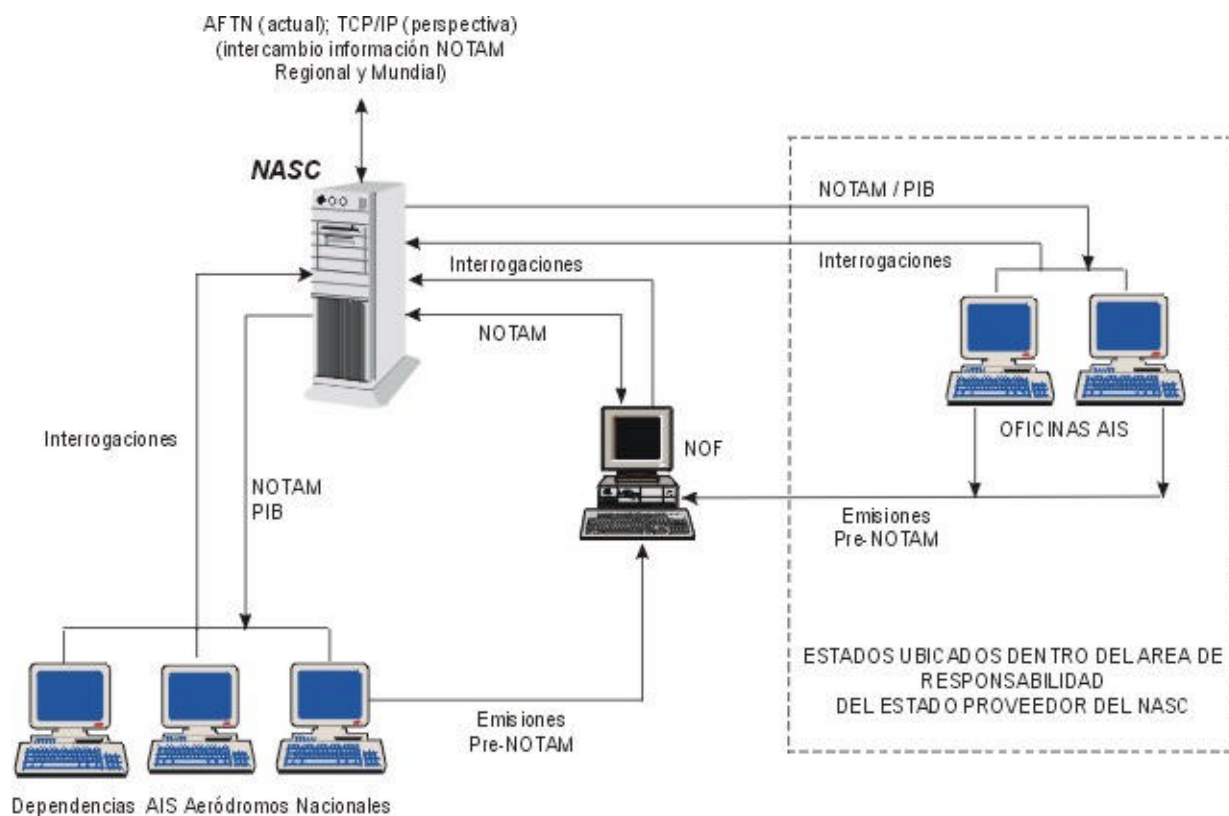 AFTN (actual); TCP/IP (perspectiva)
(intercambio información NOTAM
Regional y Mundial)
NASC
NOTAM / PIB
Interrogaciones
Interrogaciones
NOTAM
OFICINAS AIS
Interrogaciones
NOF
NOTAM
PIB
Emisiones
Pre-NOTAM
ESTADOS UBICADOS DENTRO DEL AREA DE
RESPONSABILIDAD
DEL ESTADO PROVEEDOR DEL NASC
Emisiones
Pre-NOTAM
Dependencias AIS Aeródromos Nacionales